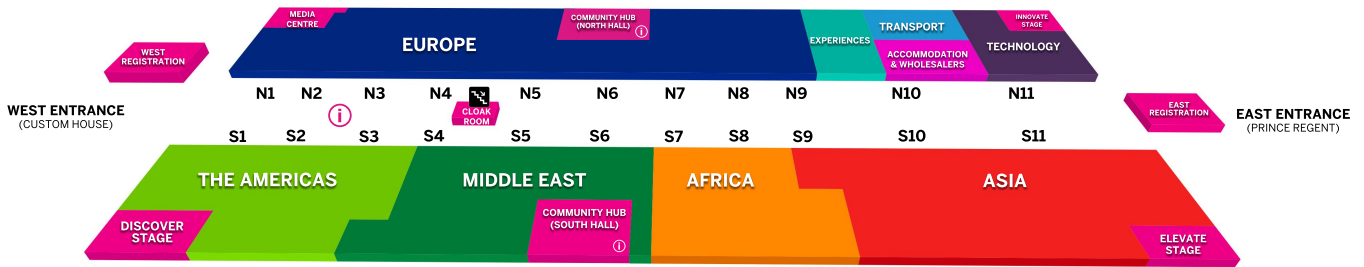 MEDIA
CENTRE
COMMUNITY HUB
(NORTH HALL)
i
INNOVATE
STAGE
EUROPE
EXPERIENCES
TRANSPORT
ACCOMMODATION
& WHOLESALERS
TECHNOLOGY
WEST
REGISTRATION
WEST ENTRANCE
(CUSTOM HOUSE)
N1 N2 N3 N4 N5 N6 N7 N8 N9 N10 N11
i
CLOAK
ROOM
EAST
REGISTRATION
EAST ENTRANCE
(PRINCE REGENT)
S1 S2 S3 S4 S5 S6 S7 S8 S9 S10 S11
THE AMERICAS
MIDDLE EAST
AFRICA
ASIA
DISCOVER
STAGE
COMMUNITY HUB
(SOUTH HALL)
i
ELEVATE
STAGE